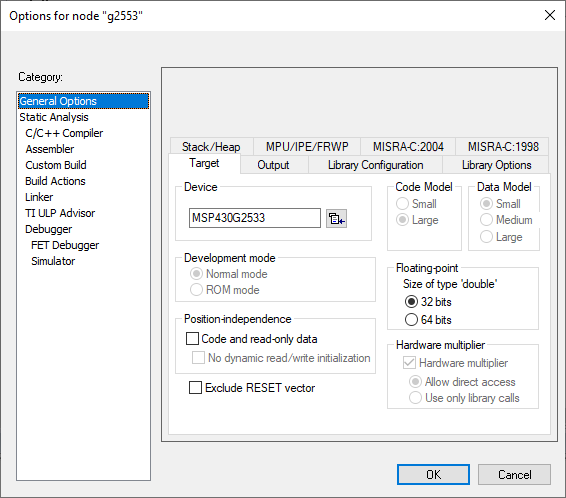 Options for node "g2553"
Category:
General Options
Static Analysis
C/C++ Compiler
Assembler
Custom Build
Build Actions
Linker
TI ULP Advisor
Debugger
FET Debugger
Simulator
Stack/Heap MPU/IPE/FRWP MISRA-C:2004 MISRA-C:1998
Target Output Library Configuration Library Options
Device
MSP430G2533
Code Model
Small
Large
Data Model
Small
Medium
Large
Development mode
Normal mode
ROM mode
Floating-point
Size of type 'double'
32 bits
64 bits
Position-independence
Code and read-only data
No dynamic read/write initialization
Exclude RESET vector
Hardware multiplier
Hardware multiplier
Allow direct access
Use only library calls
OK Cancel